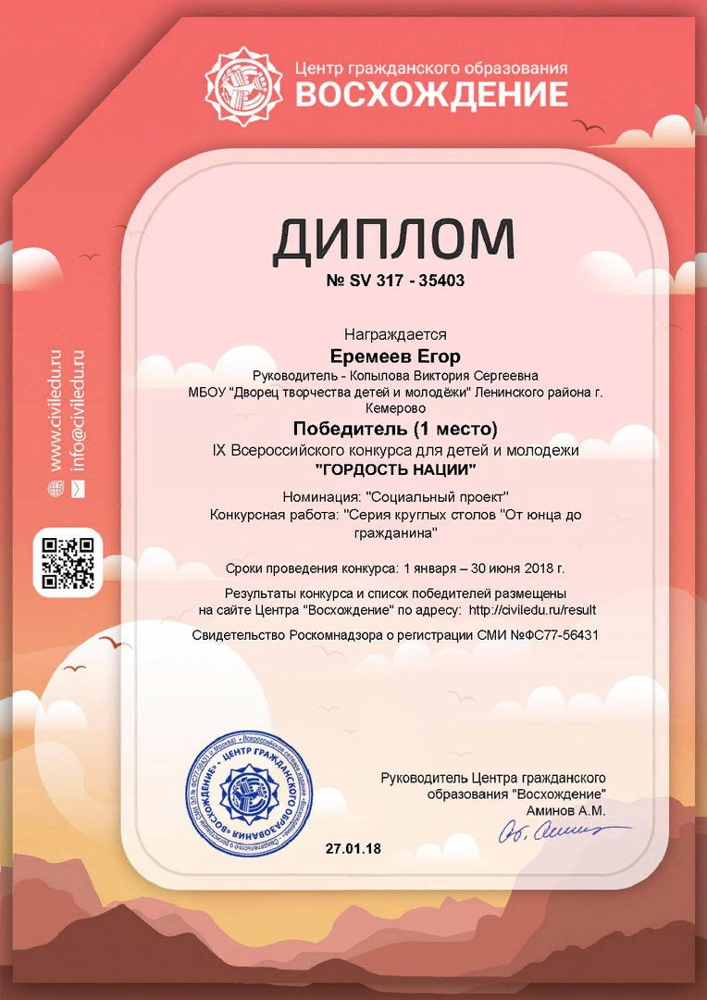 Центр гражданского образования
ВОСХОЖДЕНИЕ
ДИПЛОМ
№ SV 317 - 35403
Награждается
Еремеев Егор
Руководитель - Копылова Виктория Сергеевна
МБОУ "Дворец творчества детей и молодёжи" Ленинского района г.
Кемерово
Победитель (1 место)
IX Всероссийского конкурса для детей и молодежи
"ГОРДОСТЬ НАЦИИ"
Номинация: "Социальный проект"
Конкурсная работа: "Серия круглых столов "От юнца до
гражданина"
Сроки проведения конкурса: 1 января – 30 июня 2018 г.
Результаты конкурса и список победителей размещены
на сайте Центра "Восхождение" по адресу: http://civiledu.ru/result
Свидетельство Роскомнадзора о регистрации СМИ №ФС77-56431
www.civiledu.ru
info@civiledu.ru
ЦЕНТР ГРАЖДАНСКОГО ОБРАЗОВАНИЯ «ВОСХОЖДЕНИЕ»
Руководитель Центра гражданского
образования "Восхождение"
Аминов А.М.
27.01.18